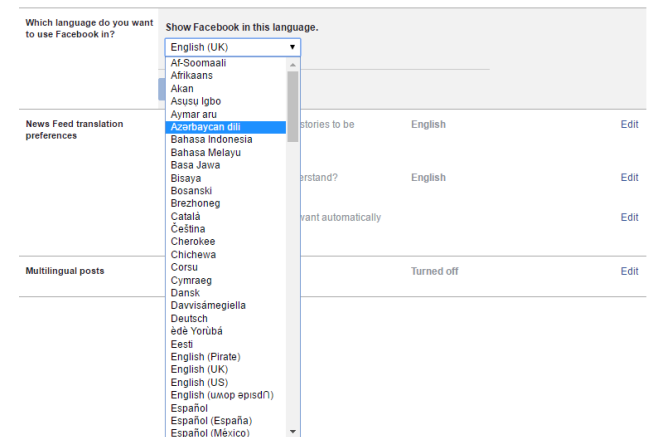 Which language do you want
to use Facebook in?
Show Facebook in this language.
English (UK)
Af-Soomaali
Afrikaans
Akan
Asụsụ Igbo
Aymar aru
Azərbaycan dili
Bahasa Indonesia
Bahasa Melayu
Basa Jawa
Bisaya
Bosanski
Brezhoneg
Català
Čeština
Cherokee
Chichewa
Corsu
Cymraeg
Dansk
Davvisámegiella
Deutsch
èdè Yorùbá
Eesti
English (Pirate)
English (UK)
English (US)
English (uʍop ǝpısd∩)
Español
Español (España)
Español (México)
News Feed translation
preferences
stories to be
English
Edit
erstand?
English
Edit
want automatically
Edit
Multilingual posts
Turned off
Edit